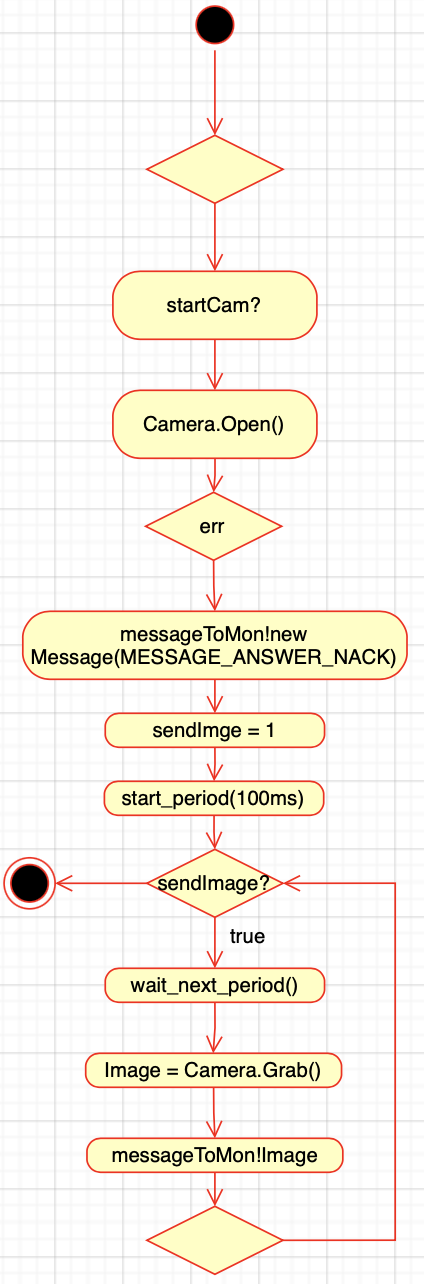 startCam?
Camera.Open()
err
messageToMon!new
Message(MESSAGE_ANSWER_NACK)
sendImge = 1
start_period(100ms)
sendImage?
true
wait_next_period()
Image = Camera.Grab()
messageToMon!Image